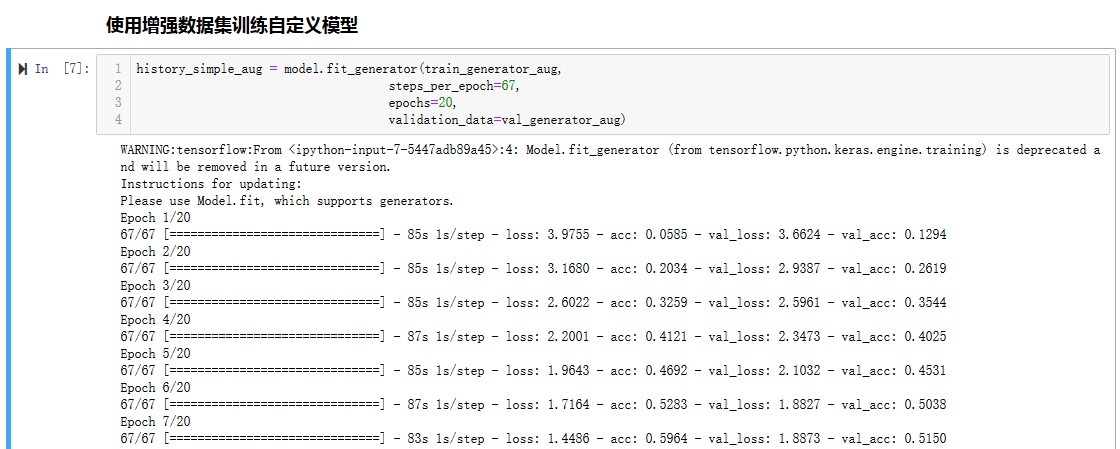 使用增强数据集训练自定义模型
In [7]:
1 history_simple_aug = model.fit_generator(train_generator_aug,
2 steps_per_epoch=67,
3 epochs=20,
4 validation_data=val_generator_aug)
WARNING:tensorflow:From <ipython-input-7-5447adb89a45>:4: Model.fit_generator (from tensorflow.python.keras.engine.training) is deprecated a
nd will be removed in a future version.
Instructions for updating:
Please use Model.fit, which supports generators.
Epoch 1/20
67/67 [==============================] - 85s 1s/step - loss: 3.9755 - acc: 0.0585 - val_loss: 3.6624 - val_acc: 0.1294
Epoch 2/20
67/67 [==============================] - 85s 1s/step - loss: 3.1680 - acc: 0.2034 - val_loss: 2.9387 - val_acc: 0.2619
Epoch 3/20
67/67 [==============================] - 85s 1s/step - loss: 2.6022 - acc: 0.3259 - val_loss: 2.5961 - val_acc: 0.3544
Epoch 4/20
67/67 [==============================] - 87s 1s/step - loss: 2.2001 - acc: 0.4121 - val_loss: 2.3473 - val_acc: 0.4025
Epoch 5/20
67/67 [==============================] - 85s 1s/step - loss: 1.9643 - acc: 0.4692 - val_loss: 2.1032 - val_acc: 0.4531
Epoch 6/20
67/67 [==============================] - 87s 1s/step - loss: 1.7164 - acc: 0.5283 - val_loss: 1.8827 - val_acc: 0.5038
Epoch 7/20
67/67 [==============================] - 83s 1s/step - loss: 1.4486 - acc: 0.5964 - val_loss: 1.8873 - val_acc: 0.5150